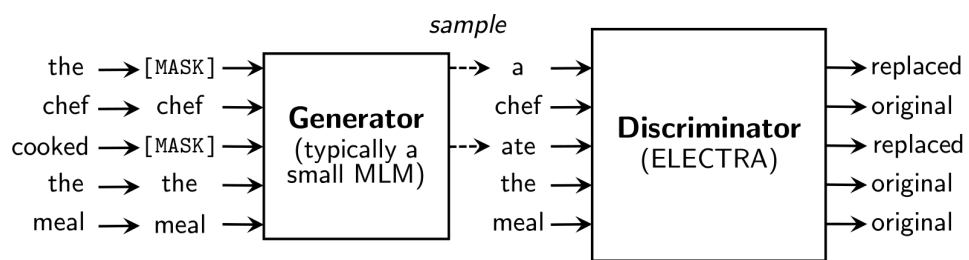 sample
the [MASK] a replaced
chef chef chef original
cooked [MASK] ate replaced
the the the original
meal meal meal original
Generator
(typically a
small MLM)
Discriminator
(ELECTRA)